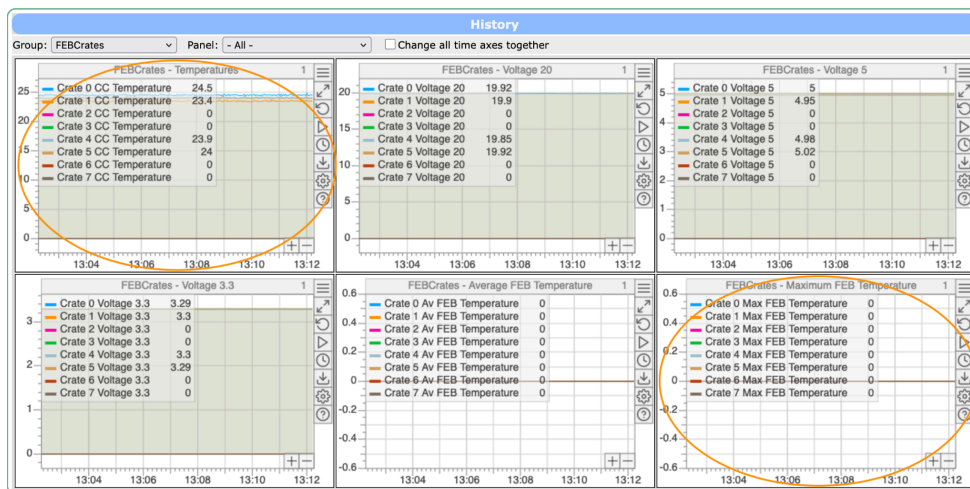 History
Group: FEBCrates Panel: - All - Change all time axes together
FEBCrates - Temperatures 1
Crate 0 CC Temperature 24.5
Crate 1 CC Temperature 23.4
Crate 2 CC Temperature 0
Crate 3 CC Temperature 0
Crate 4 CC Temperature 23.9
Crate 5 CC Temperature 24
Crate 6 CC Temperature 0
Crate 7 CC Temperature 0
25
20
15
10
5
0
13:04 13:06 13:08 13:10 13:12
FEBCrates - Voltage 20 1
Crate 0 Voltage 20 19.92
Crate 1 Voltage 20 19.9
Crate 2 Voltage 20 0
Crate 3 Voltage 20 0
Crate 4 Voltage 20 19.85
Crate 5 Voltage 20 19.92
Crate 6 Voltage 20 0
Crate 7 Voltage 20 0
20
15
10
5
0
13:04 13:06 13:08 13:10 13:12
FEBCrates - Voltage 5 1
Crate 0 Voltage 5 5
Crate 1 Voltage 5 4.95
Crate 2 Voltage 5 0
Crate 3 Voltage 5 0
Crate 4 Voltage 5 4.98
Crate 5 Voltage 5 5.02
Crate 6 Voltage 5 0
Crate 7 Voltage 5 0
5
4
3
2
1
0
13:04 13:06 13:08 13:10 13:12
FEBCrates - Voltage 3.3 1
Crate 0 Voltage 3.3 3.29
Crate 1 Voltage 3.3 3.3
Crate 2 Voltage 3.3 0
Crate 3 Voltage 3.3 0
Crate 4 Voltage 3.3 3.3
Crate 5 Voltage 3.3 3.29
Crate 6 Voltage 3.3 0
Crate 7 Voltage 3.3 0
3
2
1
0
13:04 13:06 13:08 13:10 13:12
FEBCrates - Average FEB Temperature 1
Crate 0 Av FEB Temperature 0
Crate 1 Av FEB Temperature 0
Crate 2 Av FEB Temperature 0
Crate 3 Av FEB Temperature 0
Crate 4 Av FEB Temperature 0
Crate 5 Av FEB Temperature 0
Crate 6 Av FEB Temperature 0
Crate 7 Av FEB Temperature 0
0.6
0.4
0.2
0
-0.2
-0.4
-0.6
13:04 13:06 13:08 13:10 13:12
FEBCrates - Maximum FEB Temperature 1
Crate 0 Max FEB Temperature 0
Crate 1 Max FEB Temperature 0
Crate 2 Max FEB Temperature 0
Crate 3 Max FEB Temperature 0
Crate 4 Max FEB Temperature 0
Crate 5 Max FEB Temperature 0
Crate 6 Max FEB Temperature 0
Crate 7 Max FEB Temperature 0
0.6
0.4
0.2
0
-0.2
-0.4
-0.6
13:04 13:06 13:08 13:10 13:12